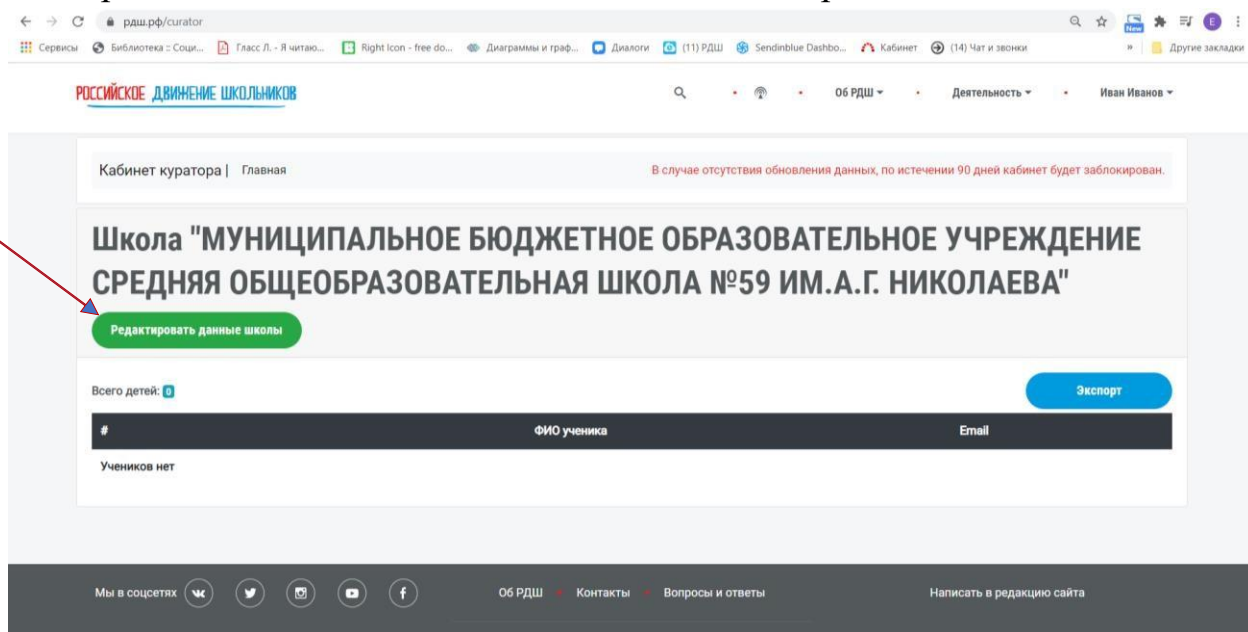 рдш.рф/curator
Сервисы Библиотека :: Соци... Гласс Л. - Я читаю... Right Icon - free do... Диаграммы и граф... Диалоги (11) РДШ Sendinblue Dashbo... Кабинет (14) Чат и звонки » Другие закладки
New
E
РОССИЙСКОЕ ДВИЖЕНИЕ ШКОЛЬНИКОВ
Об РДШ Деятельность Иван Иванов
Кабинет куратора | Главная В случае отсутствия обновления данных, по истечении 90 дней кабинет будет заблокирован.
Школа "МУНИЦИПАЛЬНОЕ БЮДЖЕТНОЕ ОБРАЗОВАТЕЛЬНОЕ УЧРЕЖДЕНИЕ
СРЕДНЯЯ ОБЩЕОБРАЗОВАТЕЛЬНАЯ ШКОЛА №59 ИМ.А.Г. НИКОЛАЕВА"
Редактировать данные школы
Всего детей: 0 Экспорт
# ФИО ученика Email
Учеников нет
Мы в соцсетях Об РДШ Контакты Вопросы и ответы Написать в редакцию сайта